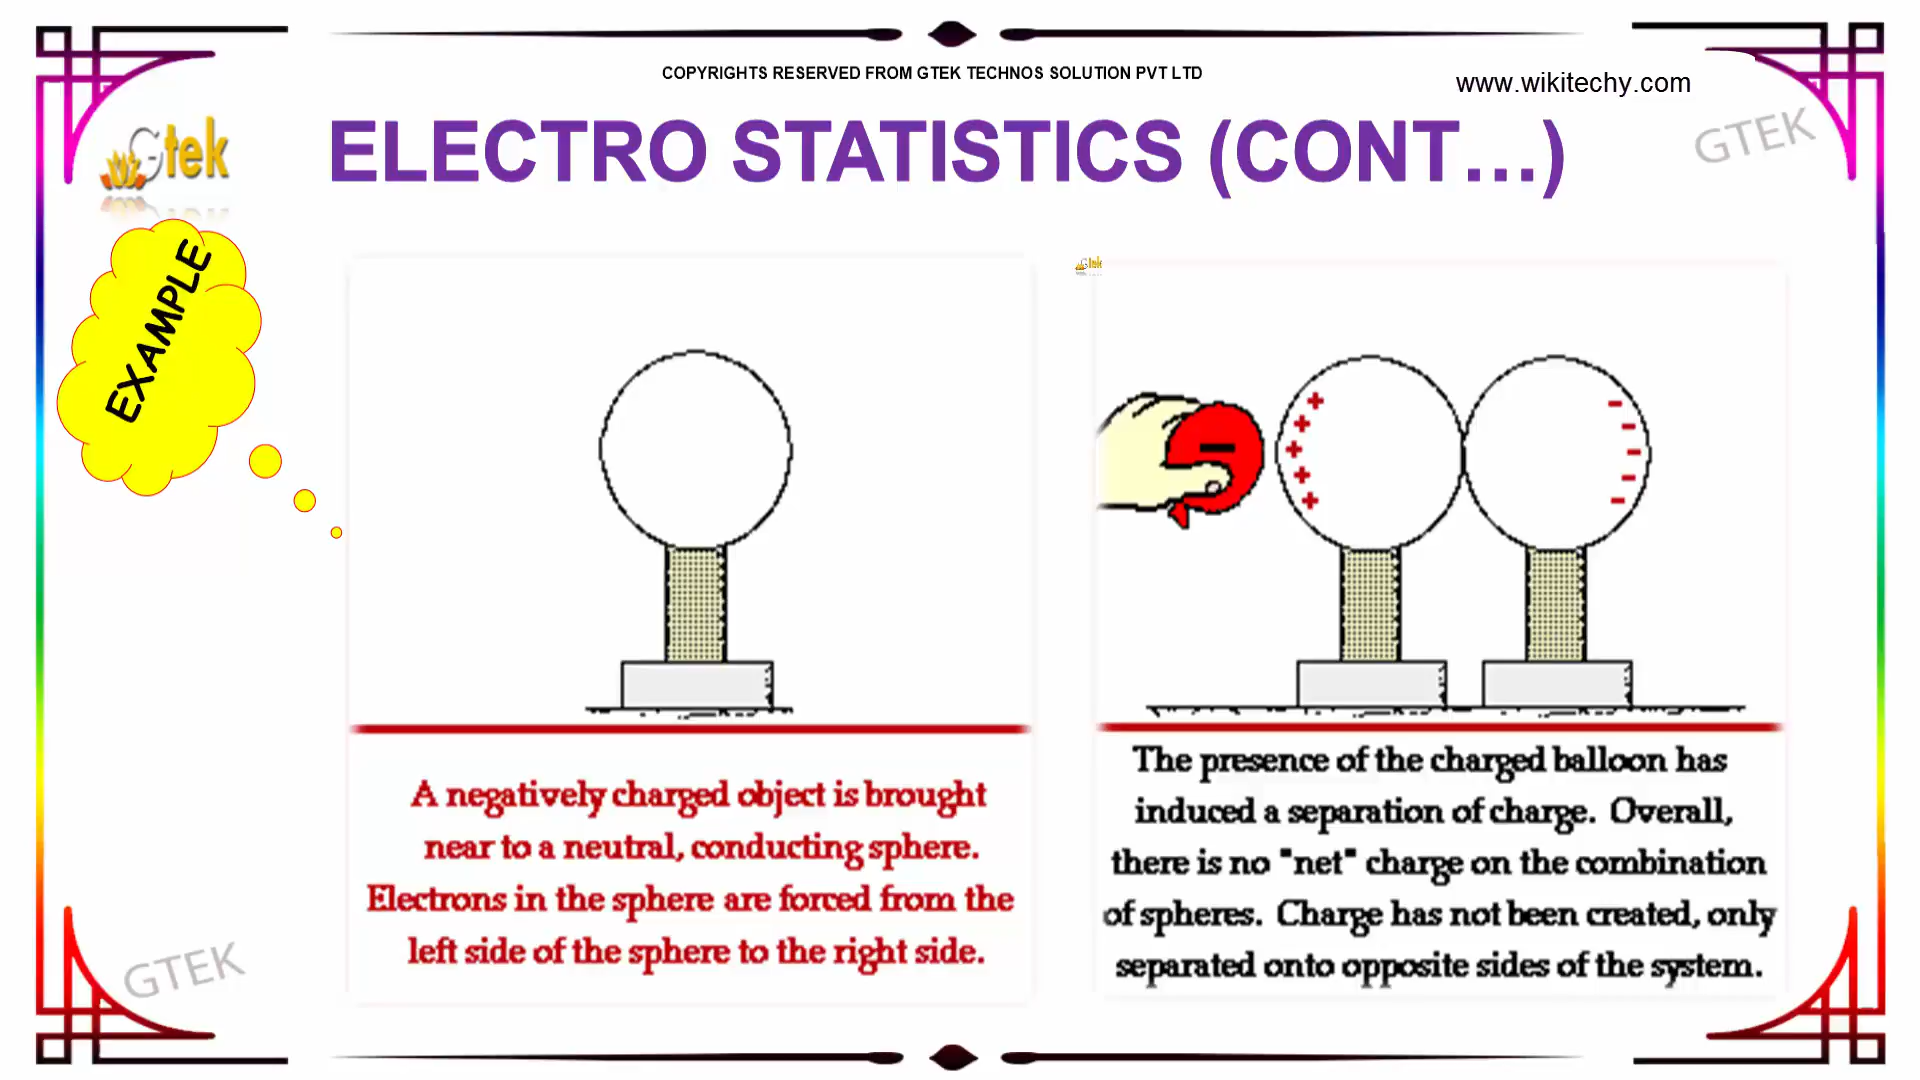 COPYRIGHTS RESERVED FROM GTEK TECHNOS SOLUTION PVT LTD
www.wikitechy.com
Gtek
ELECTRO STATISTICS (CONT...)
GTEK
EXAMPLE
Gtek
+
+
+
+
+
-
-
-
-
-
-
A negatively charged object is brought
near to a neutral, conducting sphere.
Electrons in the sphere are forced from the
left side of the sphere to the right side.
The presence of the charged balloon has
induced a separation of charge. Overall,
there is no "net" charge on the combination
of spheres. Charge has not been created, only
separated onto opposite sides of the system.
GTEK